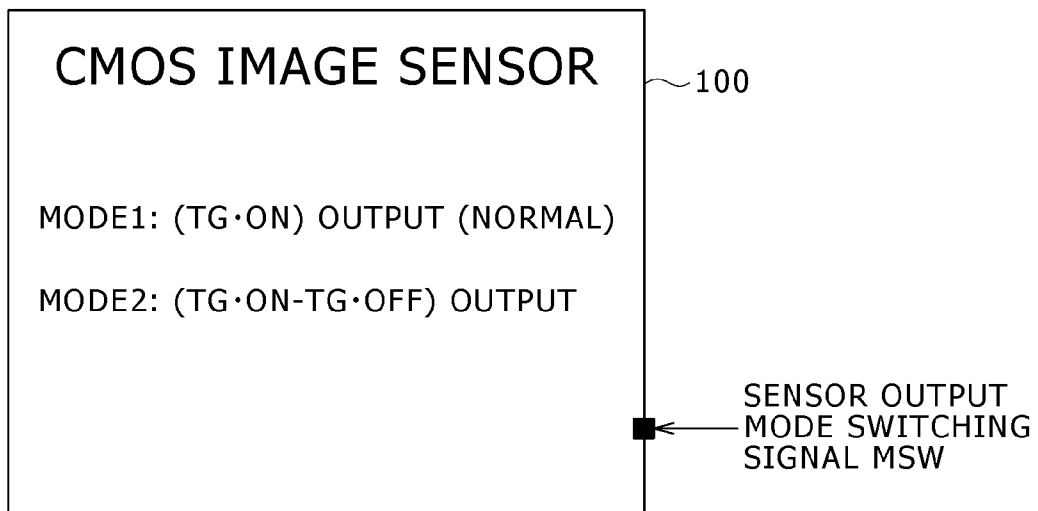 CMOS IMAGE SENSOR
100
MODE1: (TG·ON) OUTPUT (NORMAL)
MODE2: (TG·ON-TG·OFF) OUTPUT
SENSOR OUTPUT
MODE SWITCHING
SIGNAL MSW